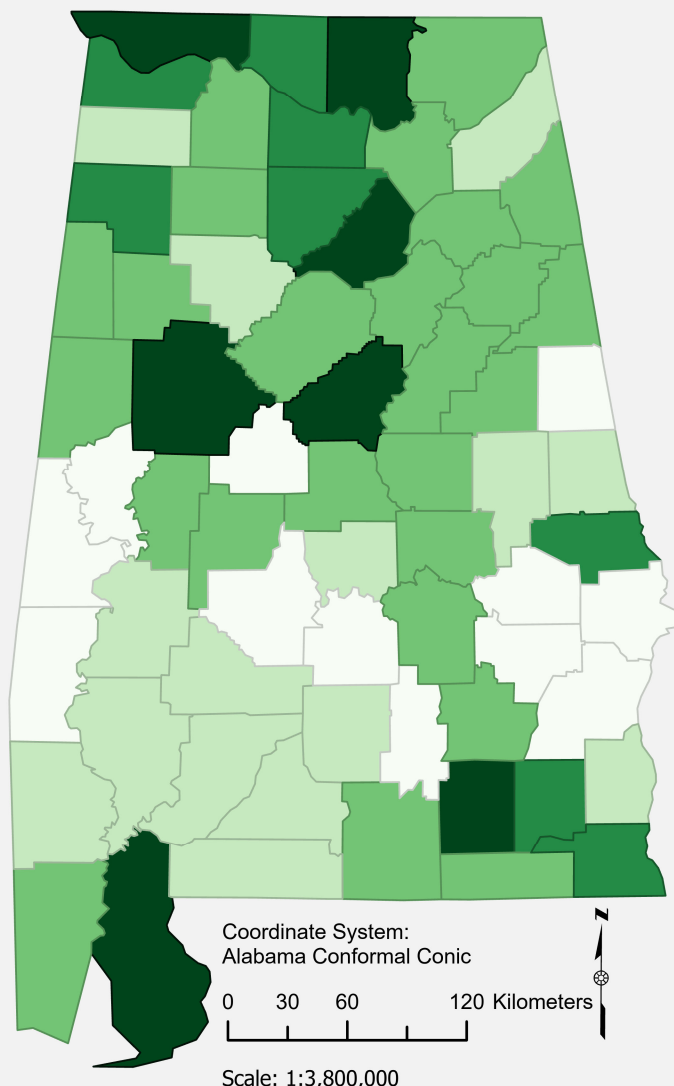 N
Coordinate System:
Alabama Conformal Conic
0 30 60 120 Kilometers
Scale: 1:3,800,000